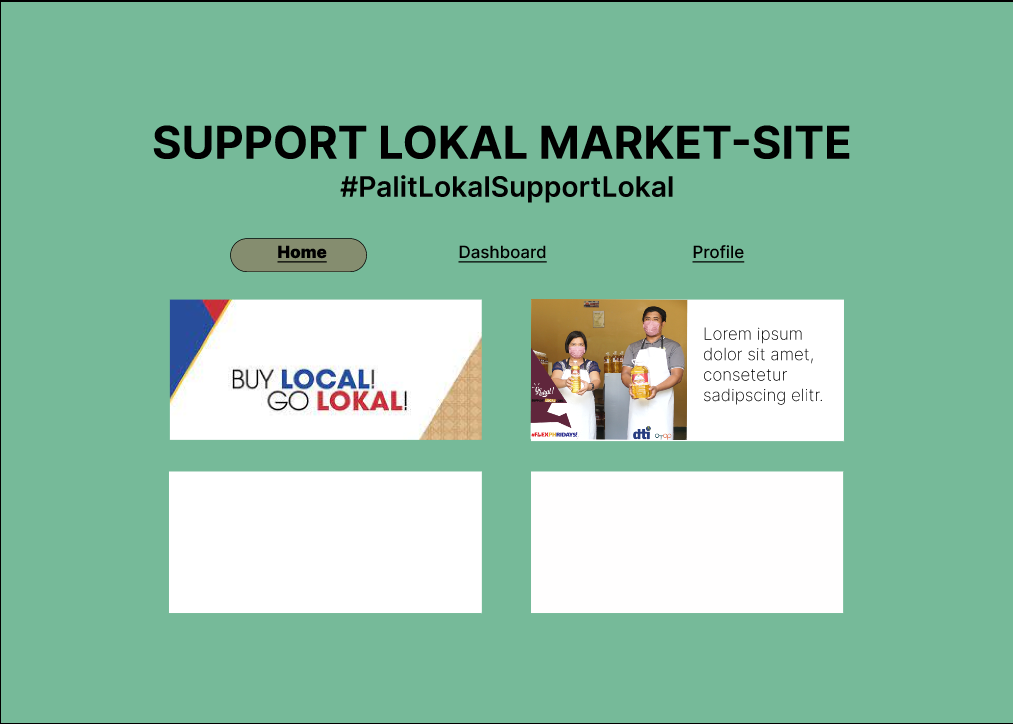 SUPPORT LOKAL MARKET-SITE
#PalitLokalSupportLokal
Home
Dashboard
Profile
BUY LOCAL!
GO LOKAL!
Lorem ipsum
dolor sit amet,
consetetur
sadipscing elitr.
#FLEXPHRIDAYS!
dti